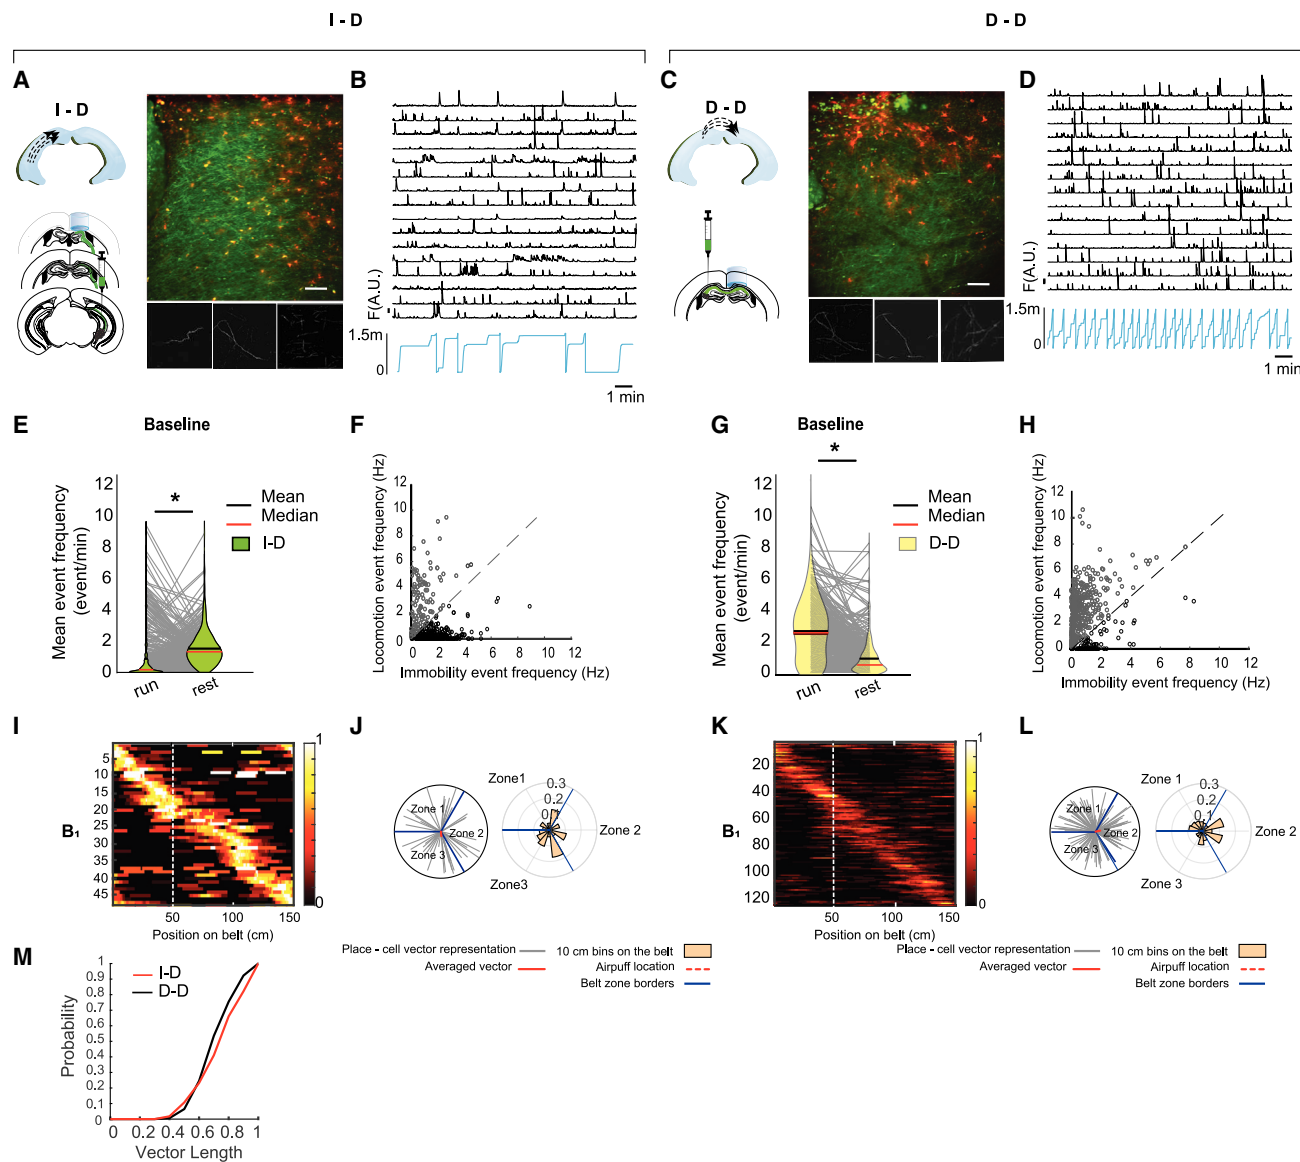 I - D
D - D
A
I - D
B
F(A.U.)
1.5m
0
1 min
C
D - D
D
F(A.U.)
1.5m
0
1 min
E
Baseline
Mean event frequency
(event/min)
12
10
8
6
4
2
0
*
Mean
Median
I-D
run
rest
F
Locomotion event frequency (Hz)
12
10
8
6
4
2
0
0 2 4 6 8 10 12
Immobility event frequency (Hz)
G
Baseline
Mean event frequency
(event/min)
12
10
8
6
4
2
0
*
Mean
Median
D-D
run
rest
H
Locomotion event frequency (Hz)
12
10
8
6
4
2
0
0 2 4 6 8 10 12
Immobility event frequency (Hz)
I
B1
5
10
15
20
25
30
35
40
45
50 100 150
Position on belt (cm)
1
0
J
Zone 1
Zone 2
Zone 3
Zone1
0.3
0.2
Zone 2
Zone3
K
B1
20
40
60
80
100
120
50 100 150
Position on belt (cm)
1
0
L
Zone 1
Zone 2
Zone 3
Zone 1
0.3
0.2
0.1
Zone 2
Zone 3
Place - cell vector representation
Averaged vector
10 cm bins on the belt
Airpuff location
Belt zone borders
Place - cell vector representation
Averaged vector
10 cm bins on the belt
Airpuff location
Belt zone borders
M
Probability
1
0.9
0.8
0.7
0.6
0.5
0.4
0.3
0.2
0.1
0
I-D
D-D
0 0.2 0.4 0.6 0.8 1
Vector Length